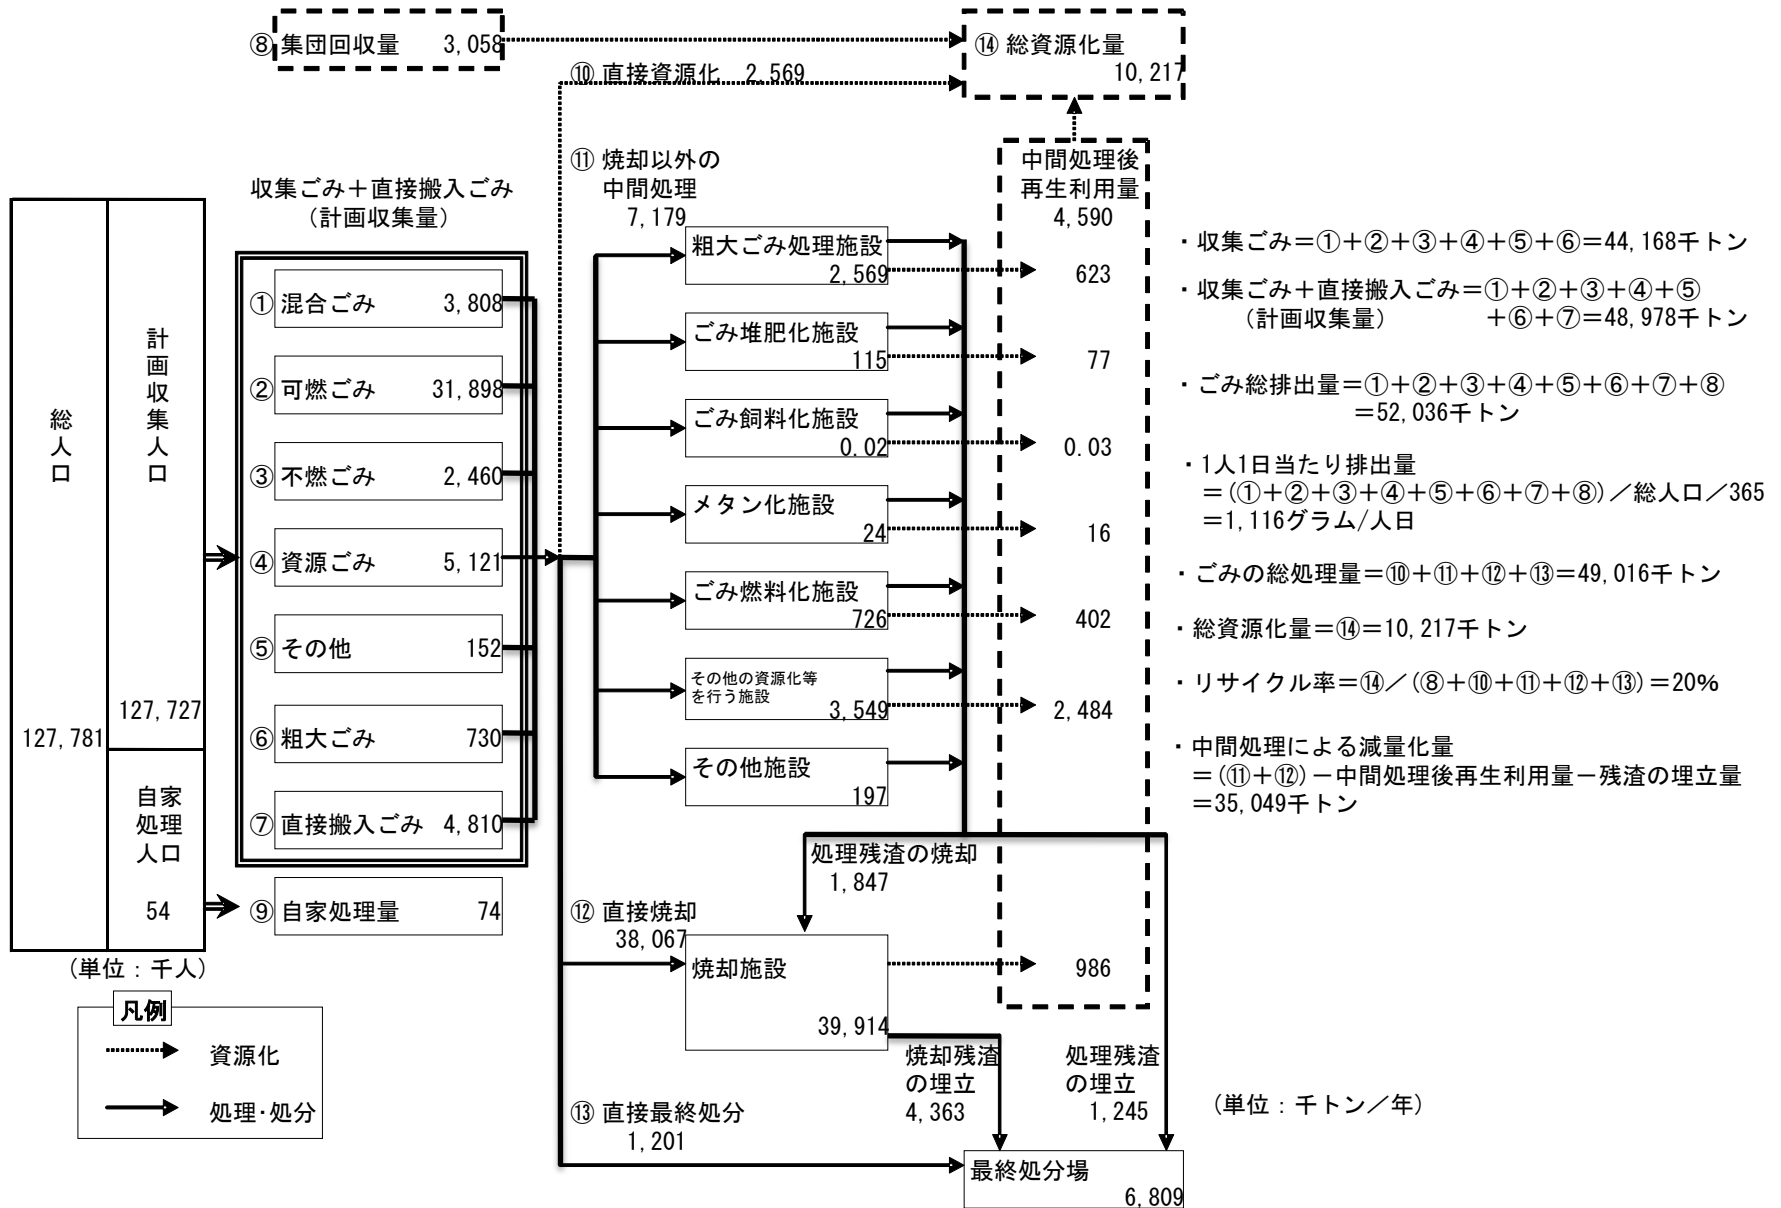 ⑧ 集団回収量 3,058
⑭ 総資源化量
10,217
⑩ 直接資源化 2,569
⑪ 焼却以外の
中間処理
7,179
中間処理後
再生利用量
4,590
収集ごみ＋直接搬入ごみ
（計画収集量）
総人口
127,781
計画収集人口
127,727
自家
処理
人口
54
（単位：千人）
① 混合ごみ 3,808
② 可燃ごみ 31,898
③ 不燃ごみ 2,460
④ 資源ごみ 5,121
⑤ その他 152
⑥ 粗大ごみ 730
⑦ 直接搬入ごみ 4,810
⑨ 自家処理量 74
粗大ごみ処理施設
2,569
623
ごみ堆肥化施設
115
77
ごみ飼料化施設
0.02
0.03
メタン化施設
24
16
ごみ燃料化施設
726
402
その他の資源化等
を行う施設
3,549
2,484
その他施設
197
処理残渣の焼却
1,847
⑫ 直接焼却
38,067
焼却施設
39,914
986
焼却残渣
の埋立
4,363
処理残渣
の埋立
1,245
⑬ 直接最終処分
1,201
最終処分場
6,809
凡例
資源化
処理・処分
・収集ごみ＝①＋②＋③＋④＋⑤＋⑥＝44,168千トン
・収集ごみ＋直接搬入ごみ＝①＋②＋③＋④＋⑤
（計画収集量） ＋⑥＋⑦＝48,978千トン
・ごみ総排出量＝①＋②＋③＋④＋⑤＋⑥＋⑦＋⑧
＝52,036千トン
・1人1日当たり排出量
＝(①＋②＋③＋④＋⑤＋⑥＋⑦＋⑧）／総人口／365
＝1,116グラム/人日
・ごみの総処理量＝⑩＋⑪＋⑫＋⑬＝49,016千トン
・総資源化量＝⑭＝10,217千トン
・リサイクル率＝⑭／(⑧＋⑩＋⑪＋⑫＋⑬）＝20%
・中間処理による減量化量
＝(⑪＋⑫）－中間処理後再生利用量－残渣の埋立量
＝35,049千トン
（単位：千トン／年）